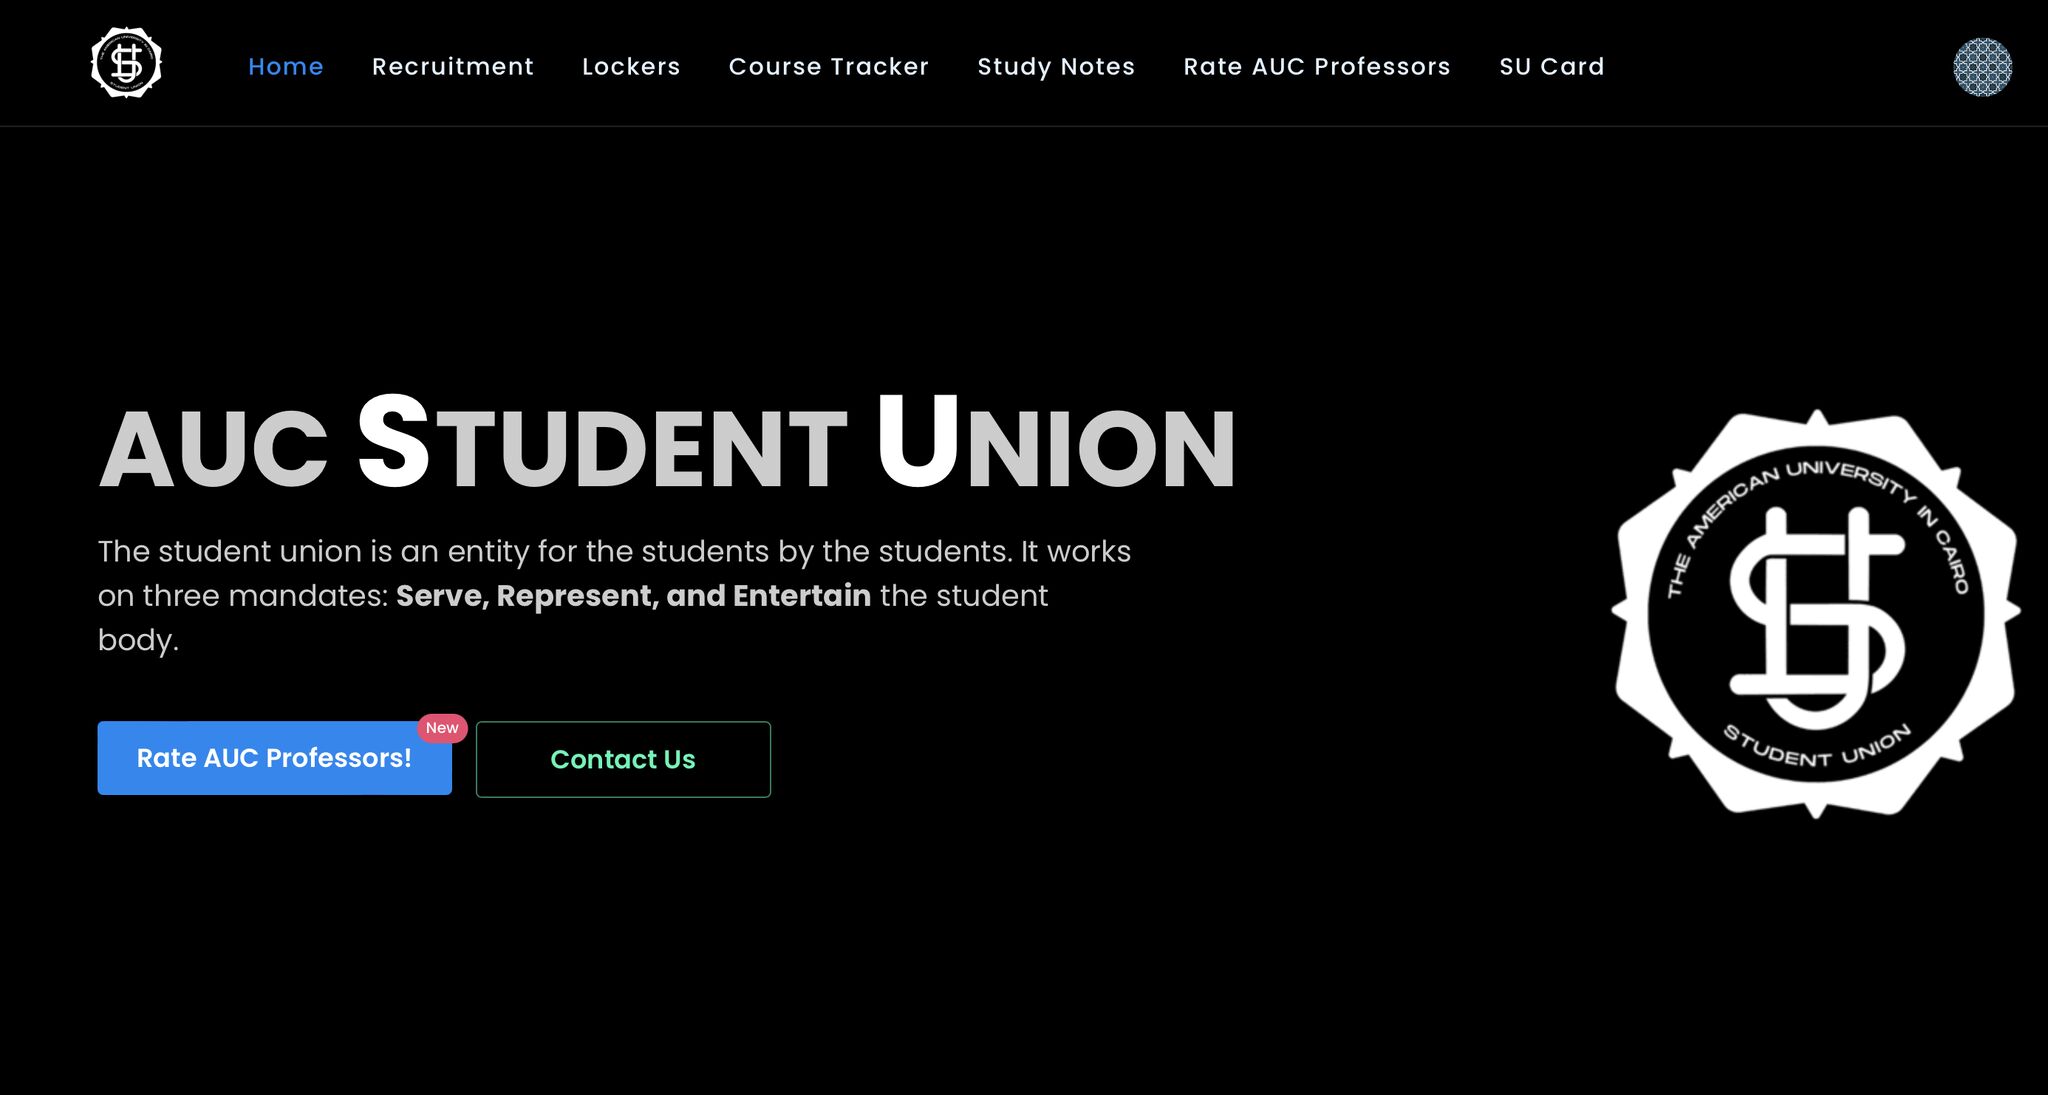 Home Recruitment Lockers Course Tracker Study Notes Rate AUC Professors SU Card
AUC STUDENT UNION
The student union is an entity for the students by the students. It works
on three mandates: Serve, Represent, and Entertain the student
body.
Rate AUC Professors!
New
Contact Us
THE AMERICAN UNIVERSITY IN CAIRO
SU
STUDENT UNION